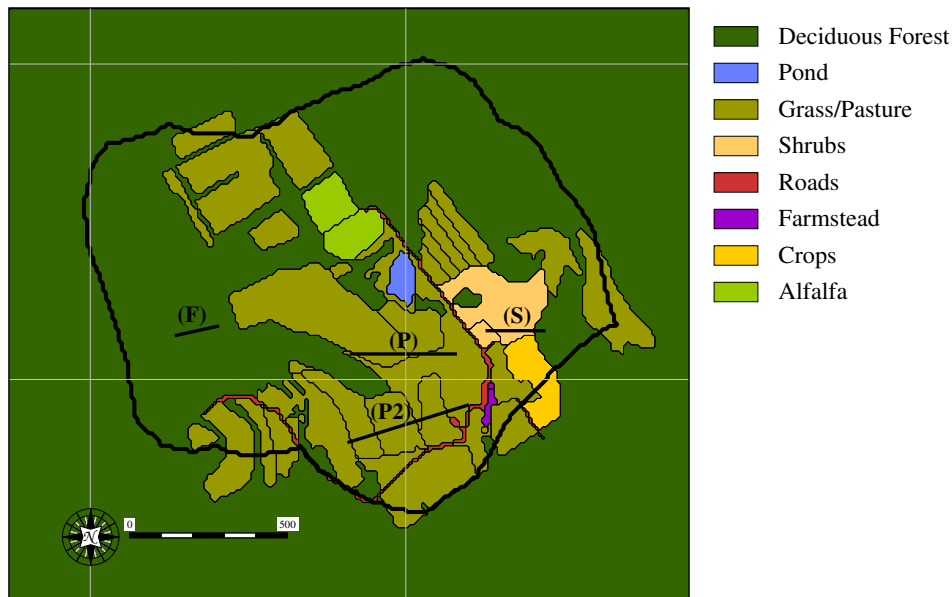 Deciduous Forest
Pond
Grass/Pasture
Shrubs
Roads
Farmstead
Crops
Alfalfa
(F)
(S)
(P)
(P2)
N
0 500